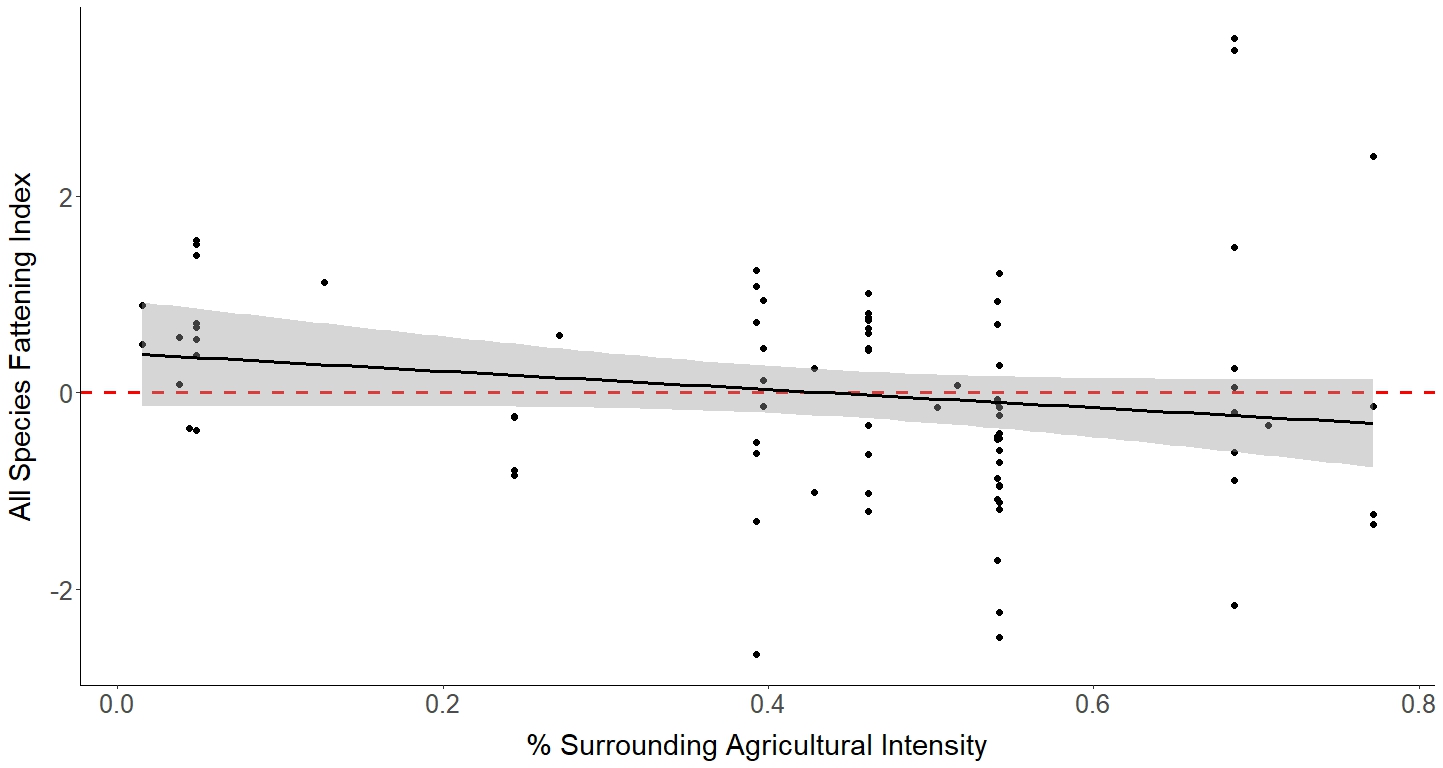 All Species Fattening Index
2
0
-2
0.0 0.2 0.4 0.6 0.8
% Surrounding Agricultural Intensity